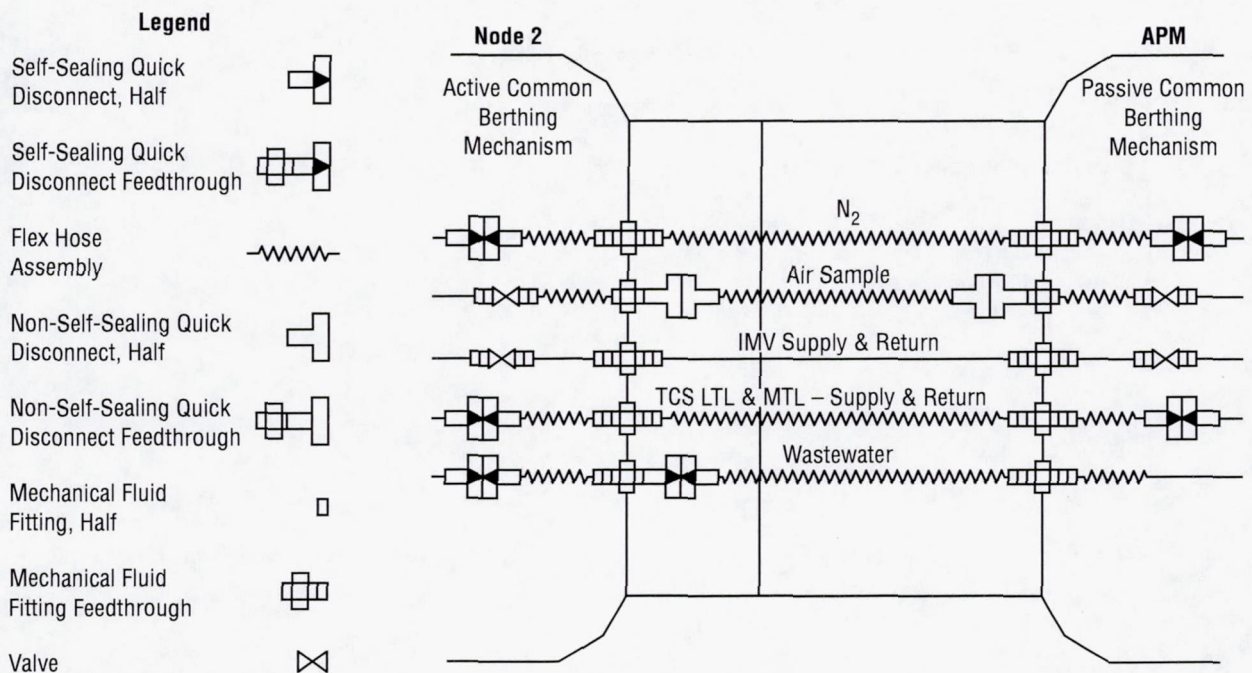 Legend
Self-Sealing Quick
Disconnect, Half
Self-Sealing Quick
Disconnect Feedthrough
Flex Hose
Assembly
Non-Self-Sealing Quick
Disconnect, Half
Non-Self-Sealing Quick
Disconnect Feedthrough
Mechanical Fluid
Fitting, Half
Mechanical Fluid
Fitting Feedthrough
Valve
Node 2
Active Common
Berthing
Mechanism
APM
Passive Common
Berthing
Mechanism
N2
Air Sample
IMV Supply & Return
TCS LTL & MTL – Supply & Return
Wastewater